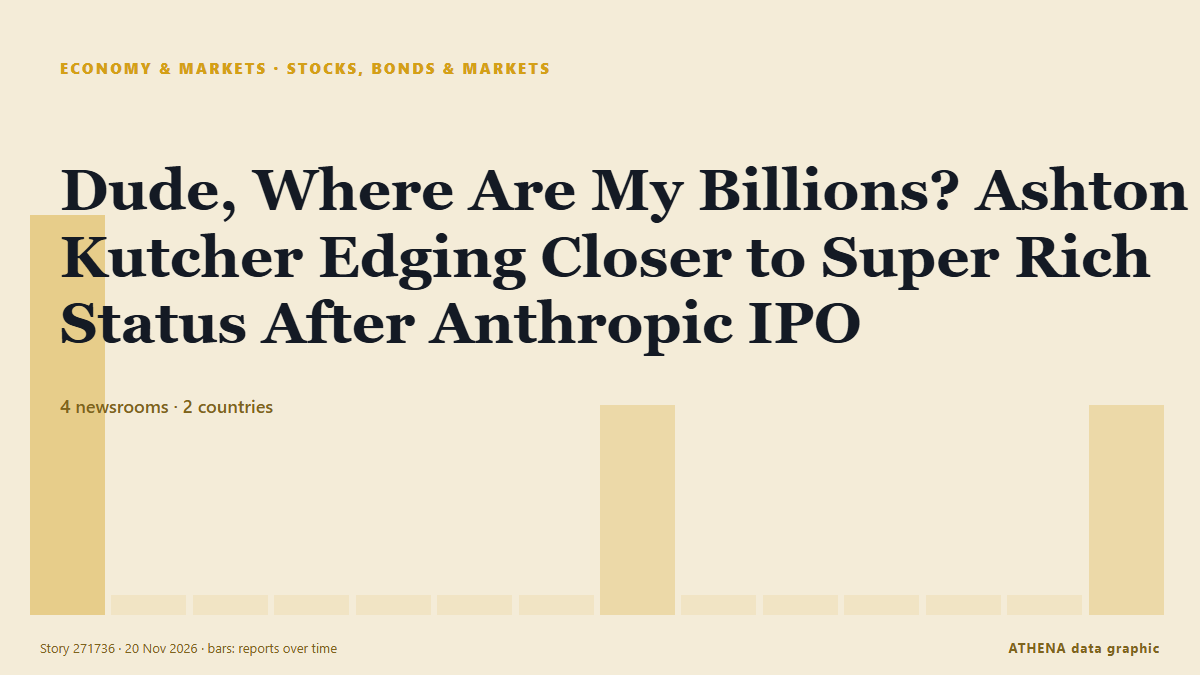 ECONOMY & MARKETS · STOCKS, BONDS & MARKETS
Dude, Where Are My Billions? Ashton
Kutcher Edging Closer to Super Rich
Status After Anthropic IPO
4 newsrooms · 2 countries
Story 271736 · 20 Nov 2026 · bars: reports over time
ATHENA data graphic